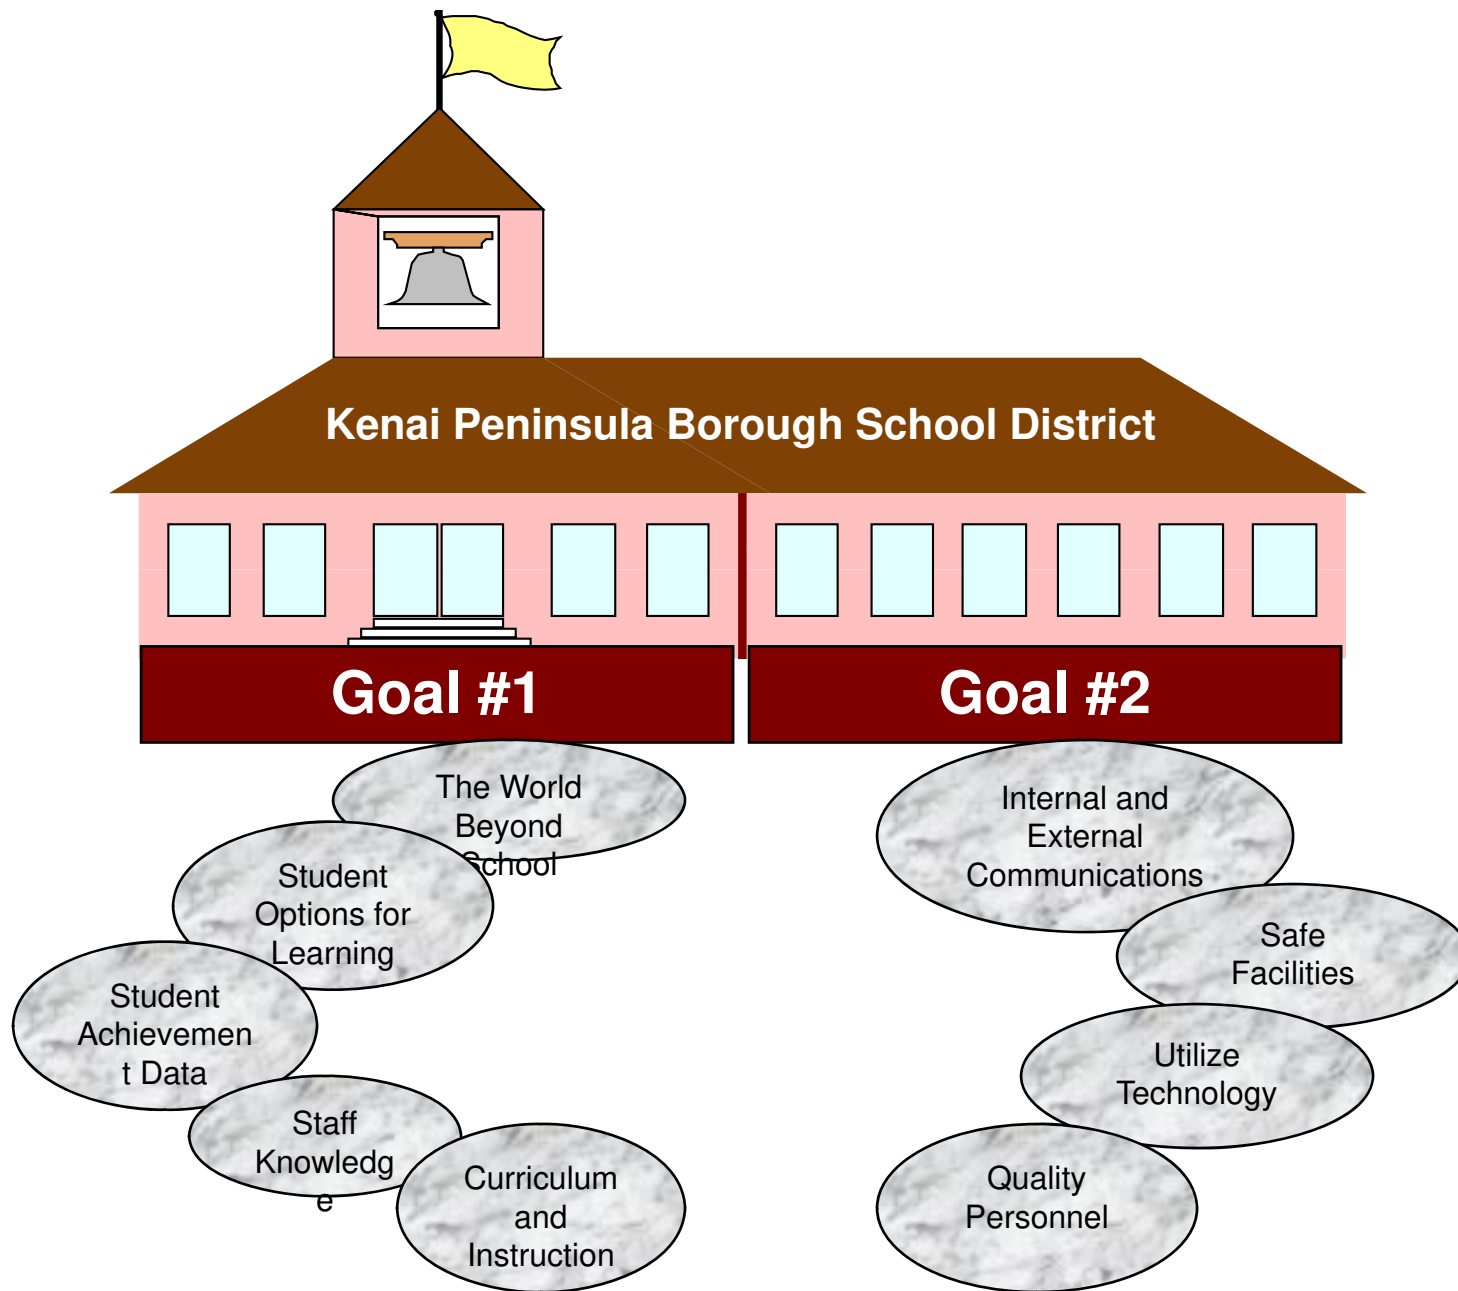 Kenai Peninsula Borough School District
Goal #1
Goal #2
The World
Beyond
School
Student
Options for
Learning
Student
Achievemen
t Data
Staff
Knowledg
e
Curriculum
and
Instruction
Internal and
External
Communications
Safe
Facilities
Utilize
Technology
Quality
Personnel